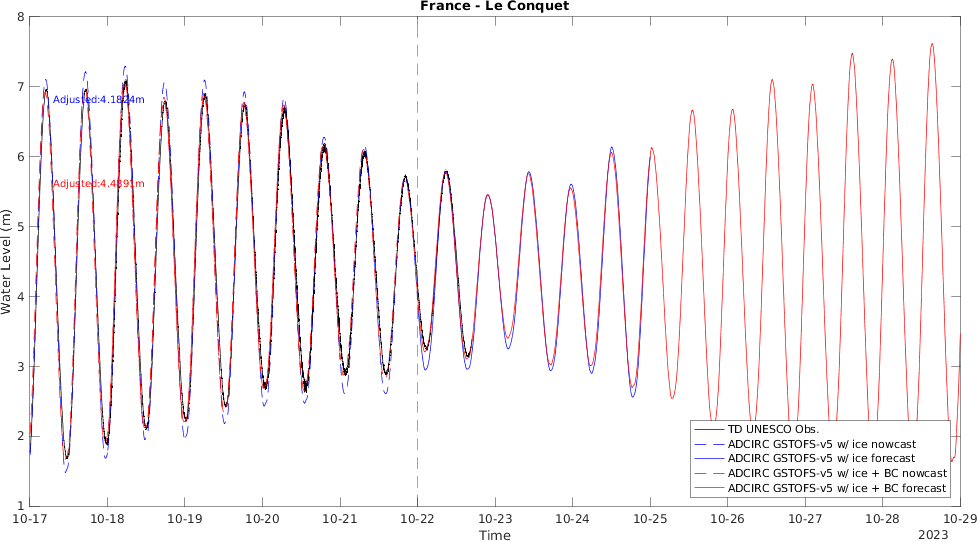 France - Le Conquet
8
7
6
5
4
3
2
1
Water Level (m)
Adjusted:4.1824m
Adjusted:4.4391m
TD UNESCO Obs.
ADCIRC GSTOFS-v5 w/ ice nowcast
ADCIRC GSTOFS-v5 w/ ice forecast
ADCIRC GSTOFS-v5 w/ ice + BC nowcast
ADCIRC GSTOFS-v5 w/ ice + BC forecast
10-17 10-18 10-19 10-20 10-21 10-22 10-23 10-24 10-25 10-26 10-27 10-28 10-29
Time
2023